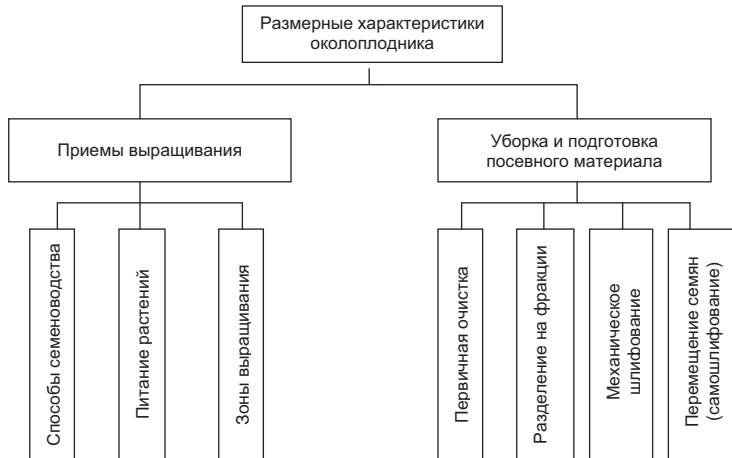 Размерные характеристики
околоплодника
Приемы выращивания
Уборка и подготовка
посевного материала
Способы семеноводства
Питание растений
Зоны выращивания
Первичная очистка
Разделение на фракции
Механическое
шлифование
Перемещение семян
(самошлифование)